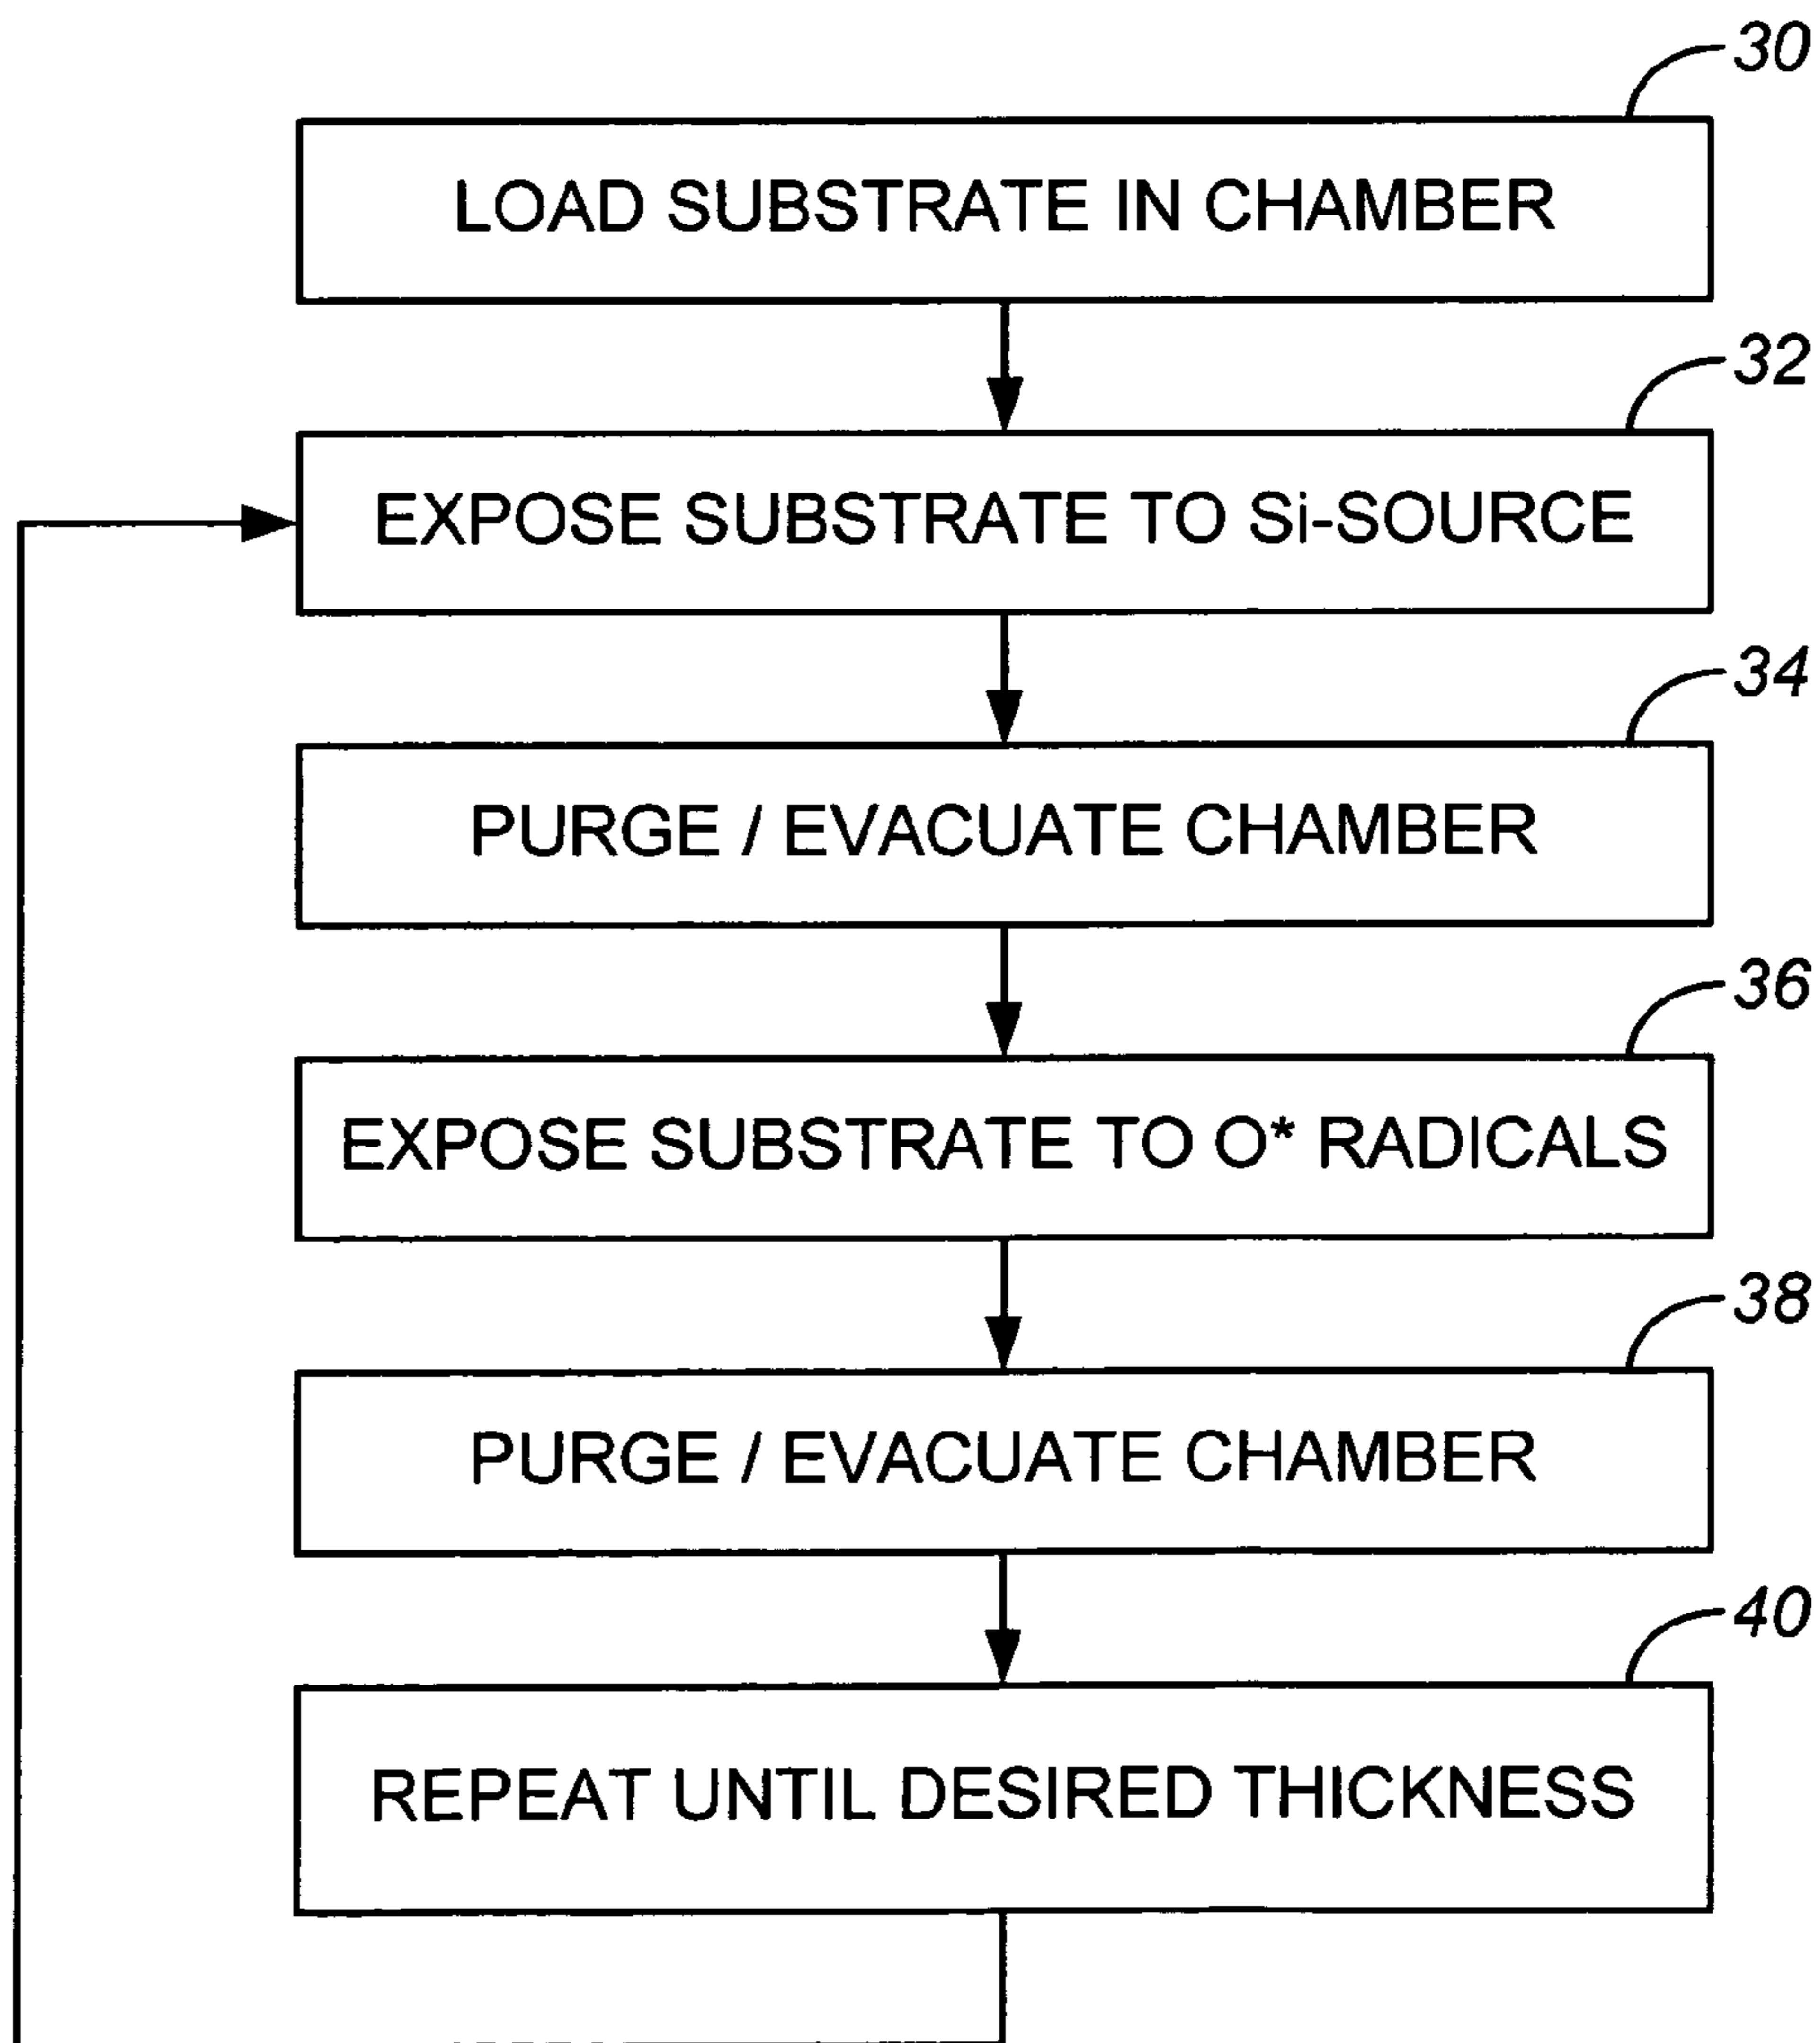 30
LOAD SUBSTRATE IN CHAMBER
32
EXPOSE SUBSTRATE TO Si-SOURCE
34
PURGE / EVACUATE CHAMBER
36
EXPOSE SUBSTRATE TO O* RADICALS
38
PURGE / EVACUATE CHAMBER
40
REPEAT UNTIL DESIRED THICKNESS